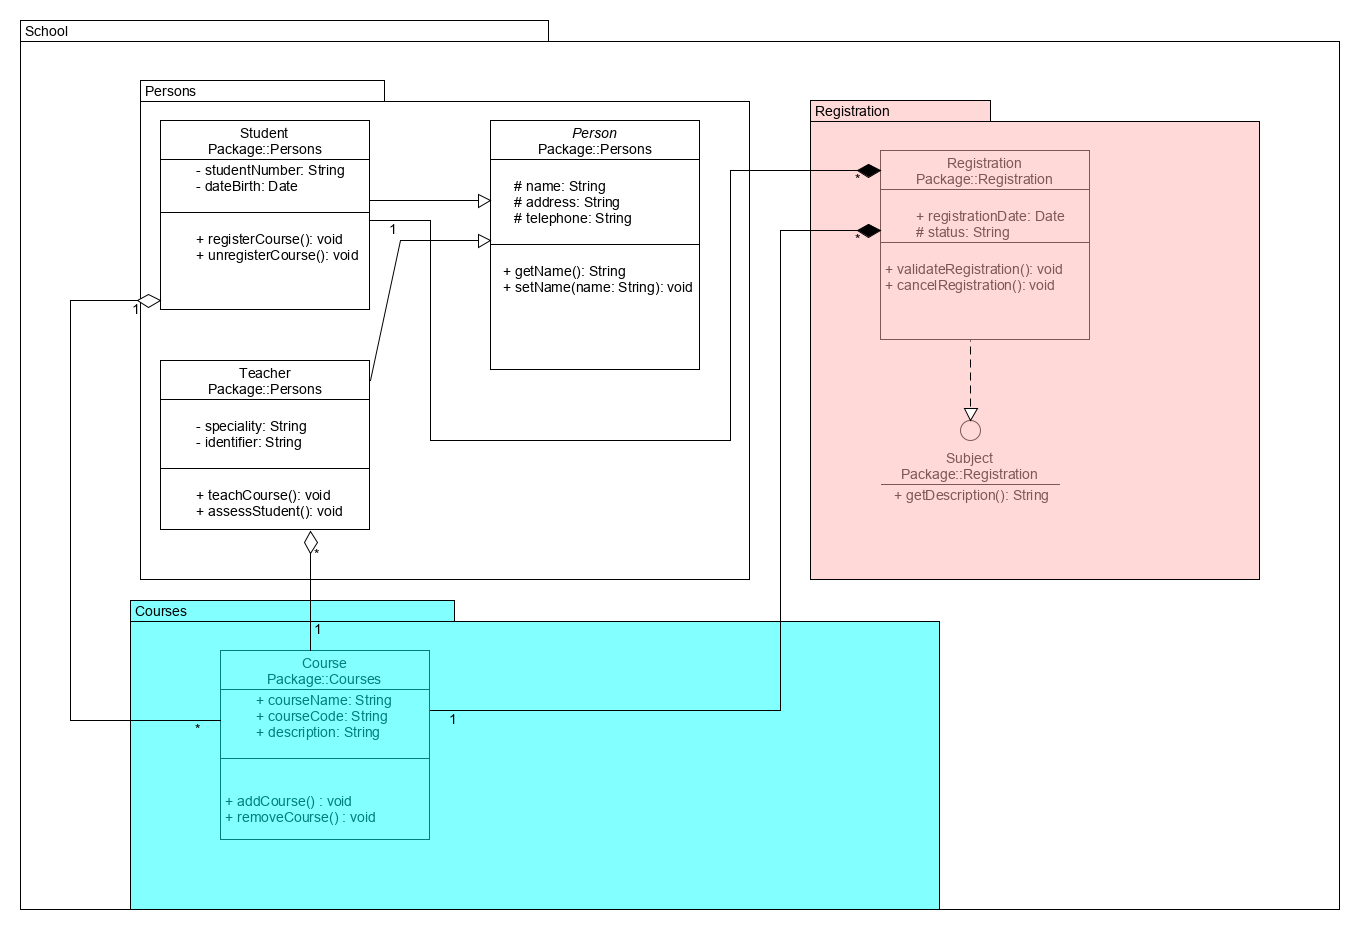 School
Persons
Student
Package::Persons
- studentNumber: String
- dateBirth: Date
+ registerCourse(): void
+ unregisterCourse(): void
1
1
Person
Package::Persons
# name: String
# address: String
# telephone: String
+ getName(): String
+ setName(name: String): void
Teacher
Package::Persons
- speciality: String
- identifier: String
+ teachCourse(): void
+ assessStudent(): void
*
1
Registration
Registration
Package::Registration
*
+ registrationDate: Date
# status: String
*
+ validateRegistration(): void
+ cancelRegistration(): void
Subject
Package::Registration
+ getDescription(): String
Courses
Course
Package::Courses
+ courseName: String
+ courseCode: String
+ description: String
*
1
+ addCourse() : void
+ removeCourse() : void